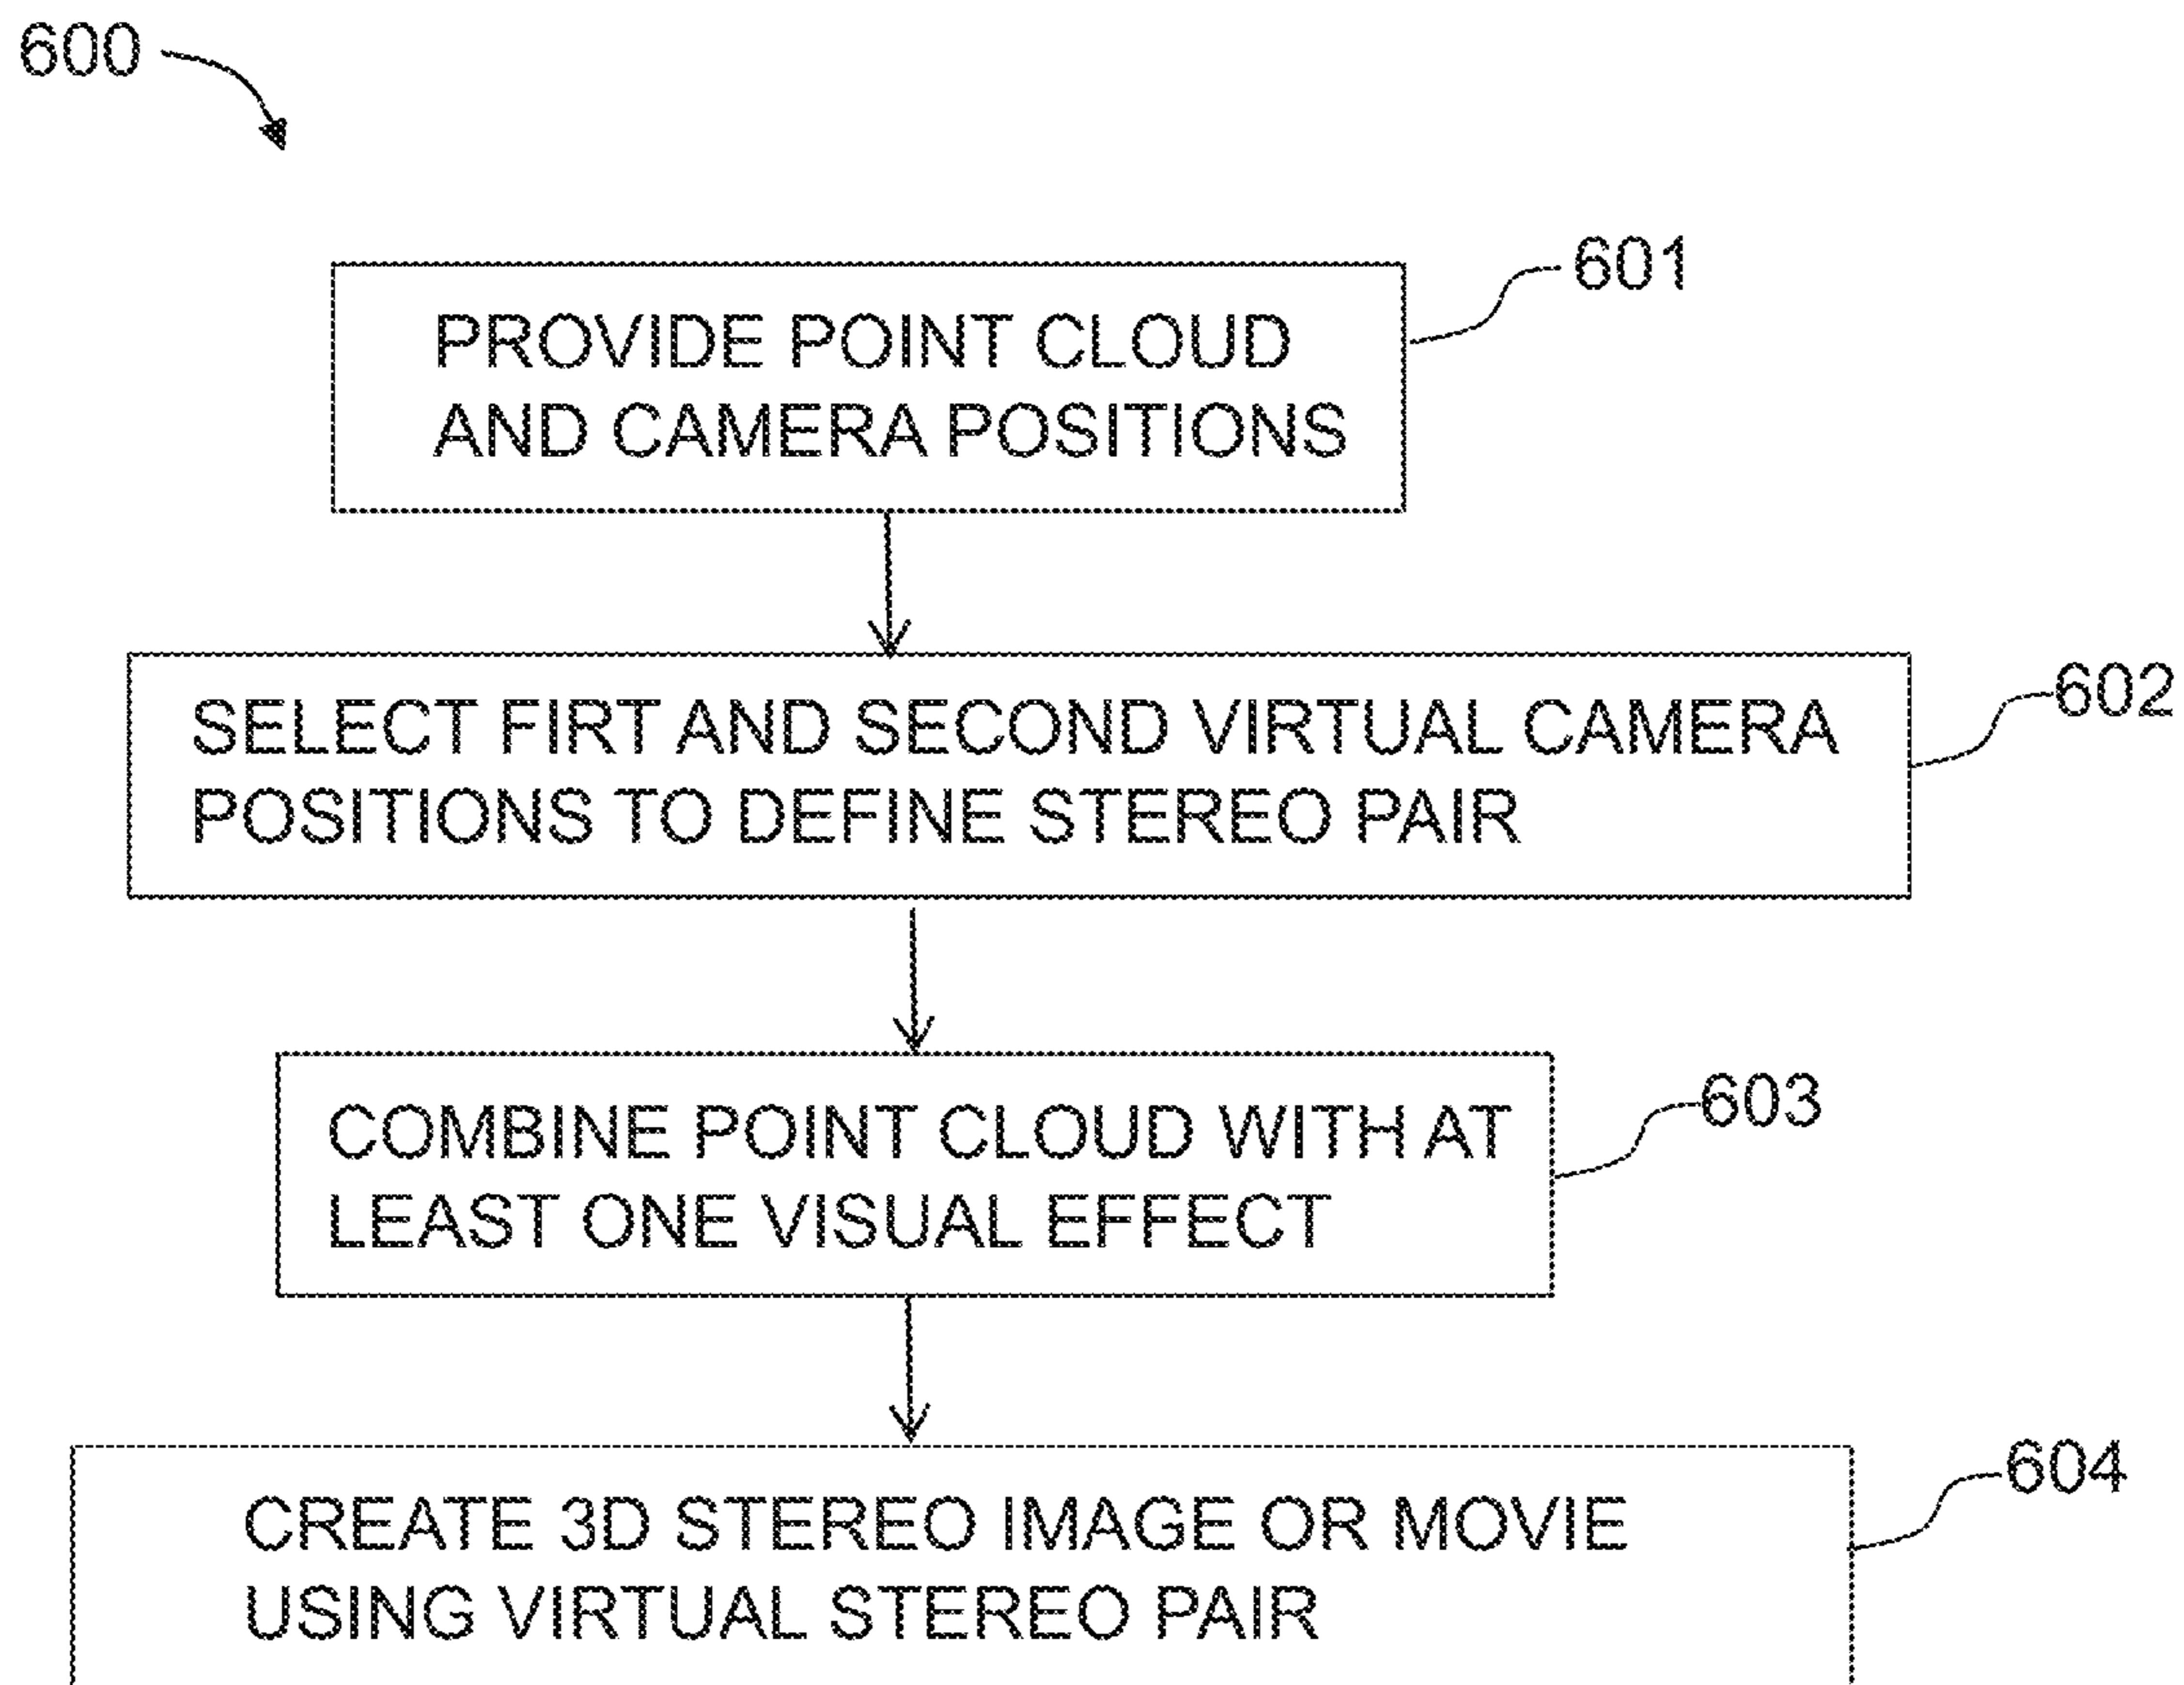 600
601
PROVIDE POINT CLOUD
AND CAMERA POSITIONS
602
SELECT FIRT AND SECOND VIRTUAL CAMERA
POSITIONS TO DEFINE STEREO PAIR
603
COMBINE POINT CLOUD WITH AT
LEAST ONE VISUAL EFFECT
604
CREATE 3D STEREO IMAGE OR MOVIE
USING VIRTUAL STEREO PAIR